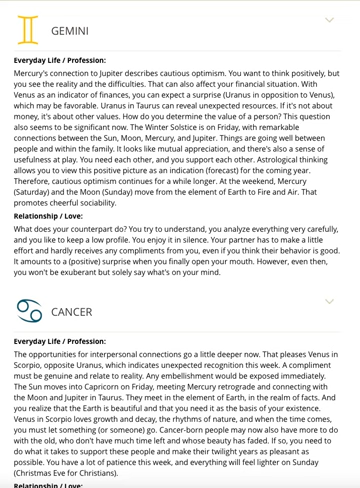 GEMINI
Everyday Life / Profession:
Mercury's connection to Jupiter describes cautious optimism. You want to think positively, but
you see the reality and the difficulties. That can also affect your financial situation. With
Venus as an indicator of finances, you can expect a surprise (Uranus in opposition to Venus),
which may be favorable. Uranus in Taurus can reveal unexpected resources. If it's not about
money, it's about other values. How do you determine the value of a person? This question
also seems to be significant now. The Winter Solstice is on Friday, with remarkable
connections between the Sun, Moon, Mercury, and Jupiter. Things are going well between
people and within the family. It looks like mutual appreciation, and there's also a sense of
usefulness at play. You need each other, and you support each other. Astrological thinking
allows you to view this positive picture as an indication (forecast) for the coming year.
Therefore, cautious optimism continues for a while longer. At the weekend, Mercury
(Saturday) and the Moon (Sunday) move from the element of Earth to Fire and Air. That
promotes cheerful sociability.
Relationship / Love:
What does your counterpart do? You try to understand, you analyze everything very carefully,
and you like to keep a low profile. You enjoy it in silence. Your partner has to make a little
effort and hardly receives any compliments from you, even if you think their behavior is good.
It amounts to a (positive) surprise when you finally open your mouth. However, even then,
you won't be exuberant but solely say what's on your mind.
CANCER
Everyday Life / Profession:
The opportunities for interpersonal connections go a little deeper now. That pleases Venus in
Scorpio, opposite Uranus, which indicates unexpected recognition this week. A compliment
must be genuine and relate to reality. Any embellishment would be exposed immediately.
The Sun moves into Capricorn on Friday, meeting Mercury retrograde and connecting with
the Moon and Jupiter in Taurus. They meet in the element of Earth, in the realm of facts. And
you realize that the Earth is beautiful and that you need it as the basis of your existence.
Venus in Scorpio loves growth and decay, the rhythms of nature, and when the time comes,
you must let something (or someone) go. Cancer-born people may now also have more to do
with the old, who don't have much time left and whose beauty has faded. If so, you need to
do what it takes to support these people and make their twilight years as pleasant as
possible. You have a lot of patience this week, and everything will feel lighter on Sunday
(Christmas Eve for Christians).
Relationship / Love: